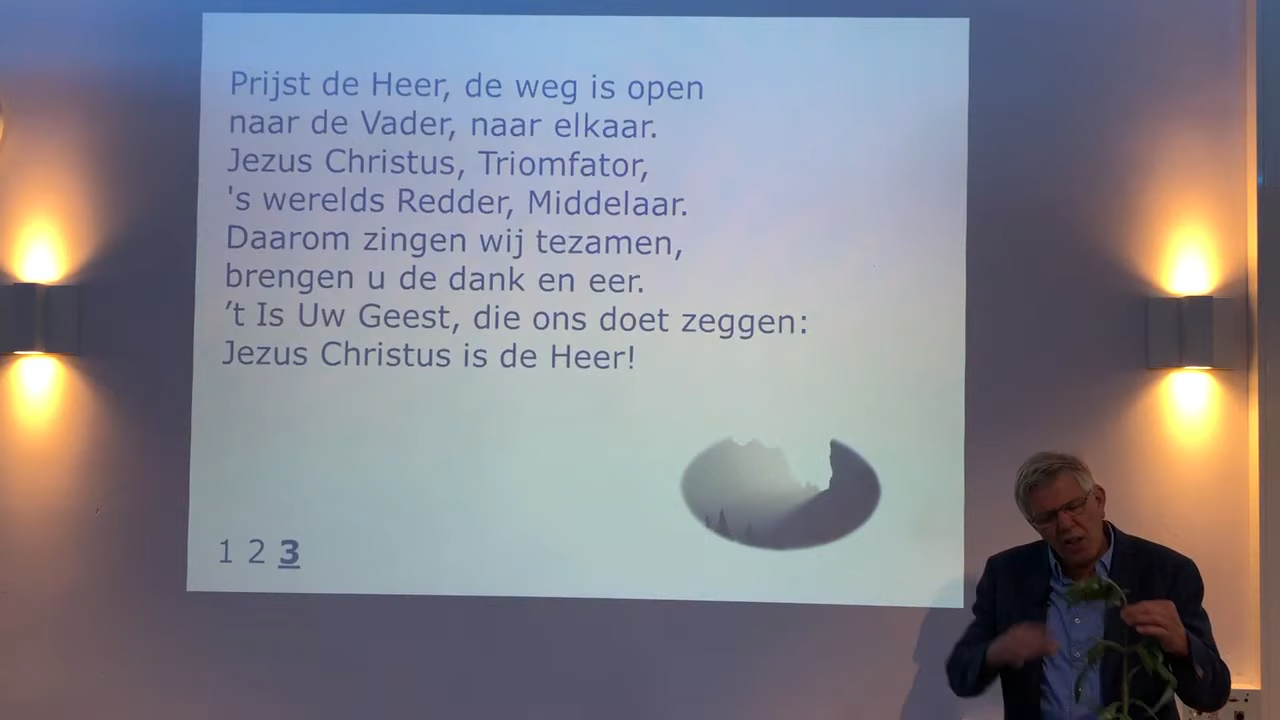 Prijst de Heer, de weg is open
naar de Vader, naar elkaar.
Jezus Christus, Triomfator,
's werelds Redder, Middelaar.
Daarom zingen wij tezamen,
brengen u de dank en eer.
’t Is Uw Geest, die ons doet zeggen:
Jezus Christus is de Heer!
1 2 3